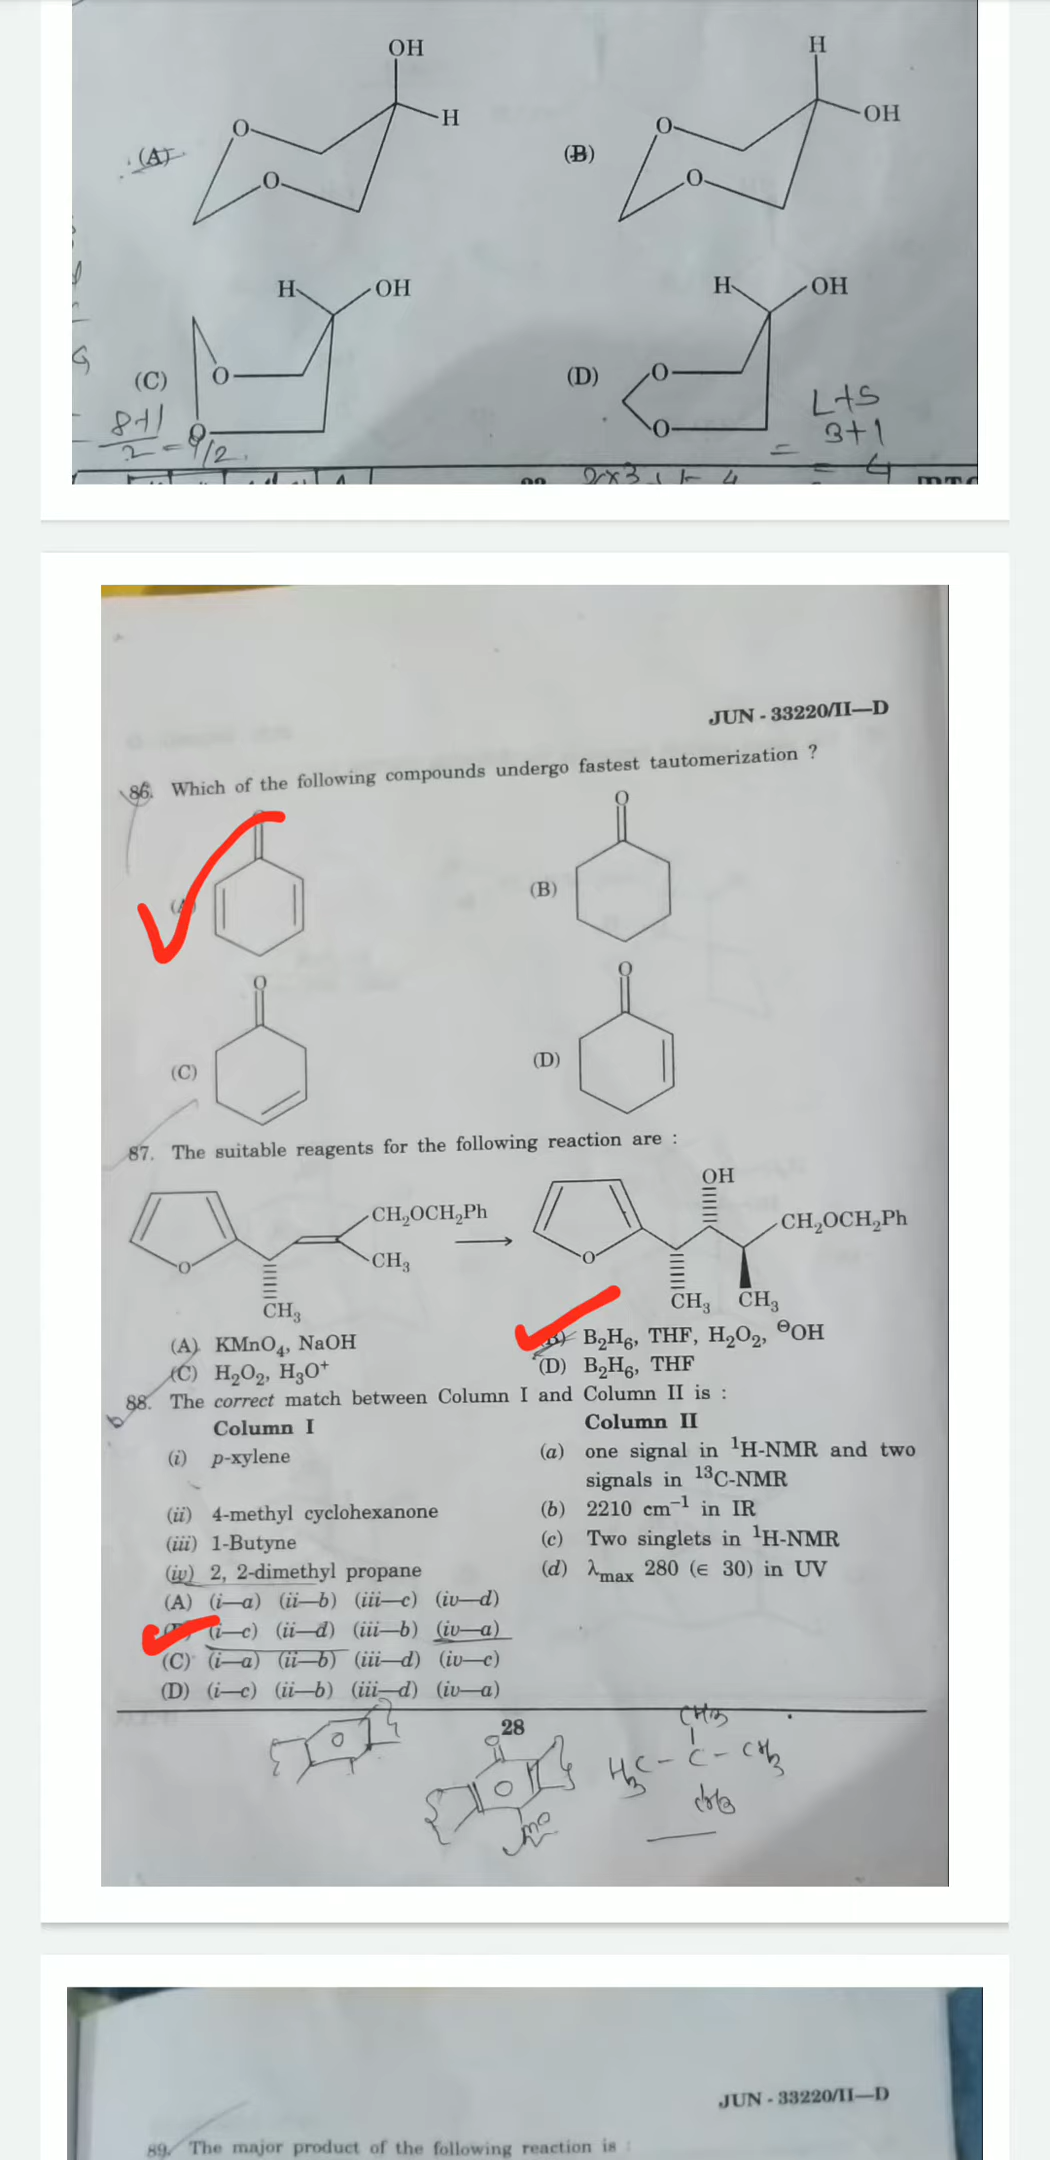 OH
H
(A)
O
O
H
OH
(B)
O
O
H
OH
(C)
O
O
8+1
2
= 9/2.
H
OH
(D)
O
O
L+S
3+1
=
= 4
JUN - 33220/II—D
86. Which of the following compounds undergo fastest tautomerization ?
O
(B)
O
(C)
O
(D)
87. The suitable reagents for the following reaction are :
O
CH₂OCH₂Ph
CH₃
CH₃
O
OH
CH₂OCH₂Ph
CH₃ CH₃
(A) KMnO₄, NaOH
(B) B₂H₆, THF, H₂O₂, ⊖OH
(C) H₂O₂, H₃O⁺
(D) B₂H₆, THF
88. The correct match between Column I and Column II is :
Column I
Column II
(i) p-xylene
(a) one signal in ¹H-NMR and two
signals in ¹³C-NMR
(ii) 4-methyl cyclohexanone
(b) 2210 cm⁻¹ in IR
(iii) 1-Butyne
(c) Two singlets in ¹H-NMR
(iv) 2, 2-dimethyl propane
(d) λmax 280 (∈ 30) in UV
(A) (i—a) (ii—b) (iii—c) (iv—d)
(i—c) (ii—d) (iii—b) (iv—a)
(C) (i—a) (ii—b) (iii—d) (iv—c)
(D) (i—c) (ii—b) (iii—d) (iv—a)
28
CH3
H3C - C - CH3
CH3
JUN - 33220/II—D
89. The major product of the following reaction is :